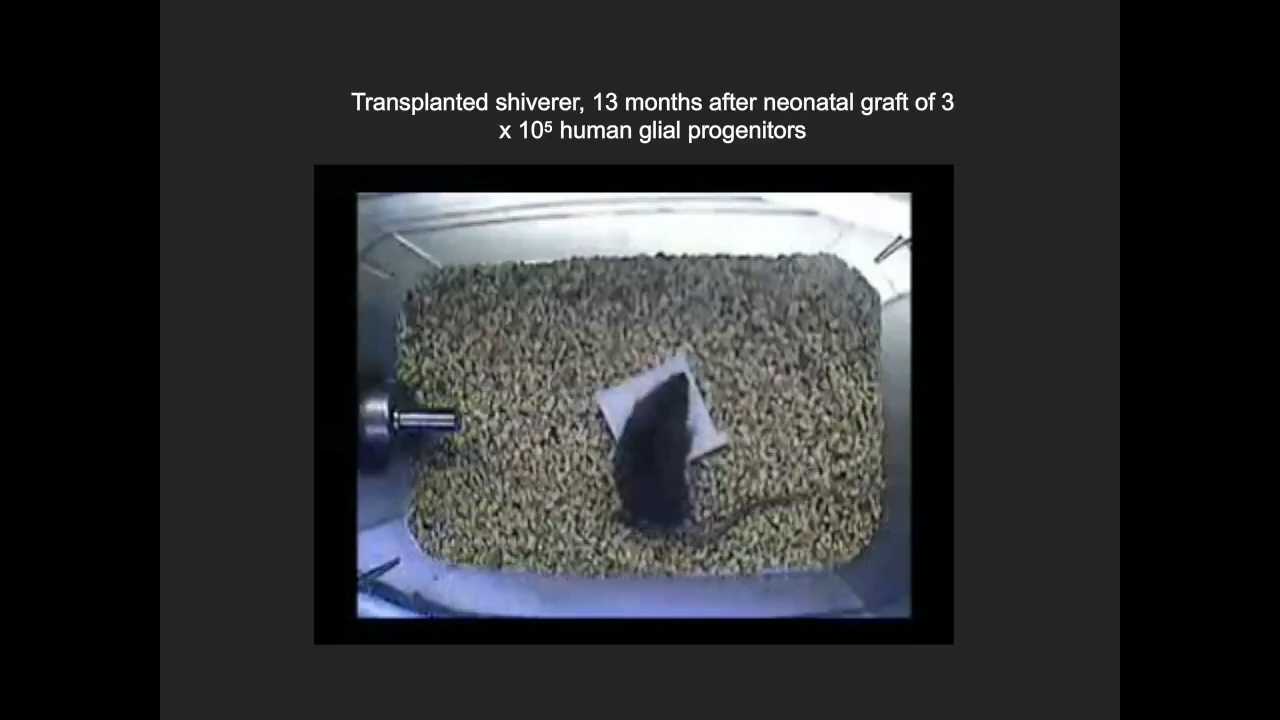 Transplanted shiverer, 13 months after neonatal graft of 3
x 10⁵ human glial progenitors